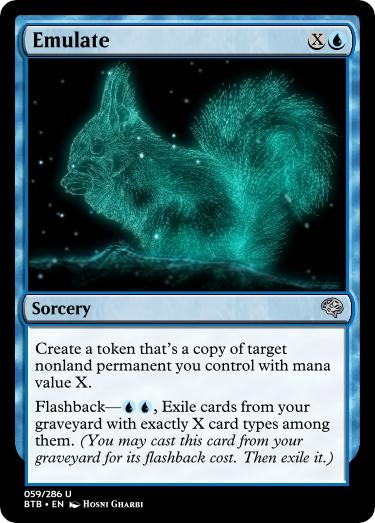 Emulate XU
Sorcery
Create a token that's a copy of target
nonland permanent you control with mana
value X.
Flashback—, Exile cards from your
graveyard with exactly X card types among
them. (You may cast this card from your
graveyard for its flashback cost. Then exile it.)
059/286 U
BTB • EN Hosni Gharbi